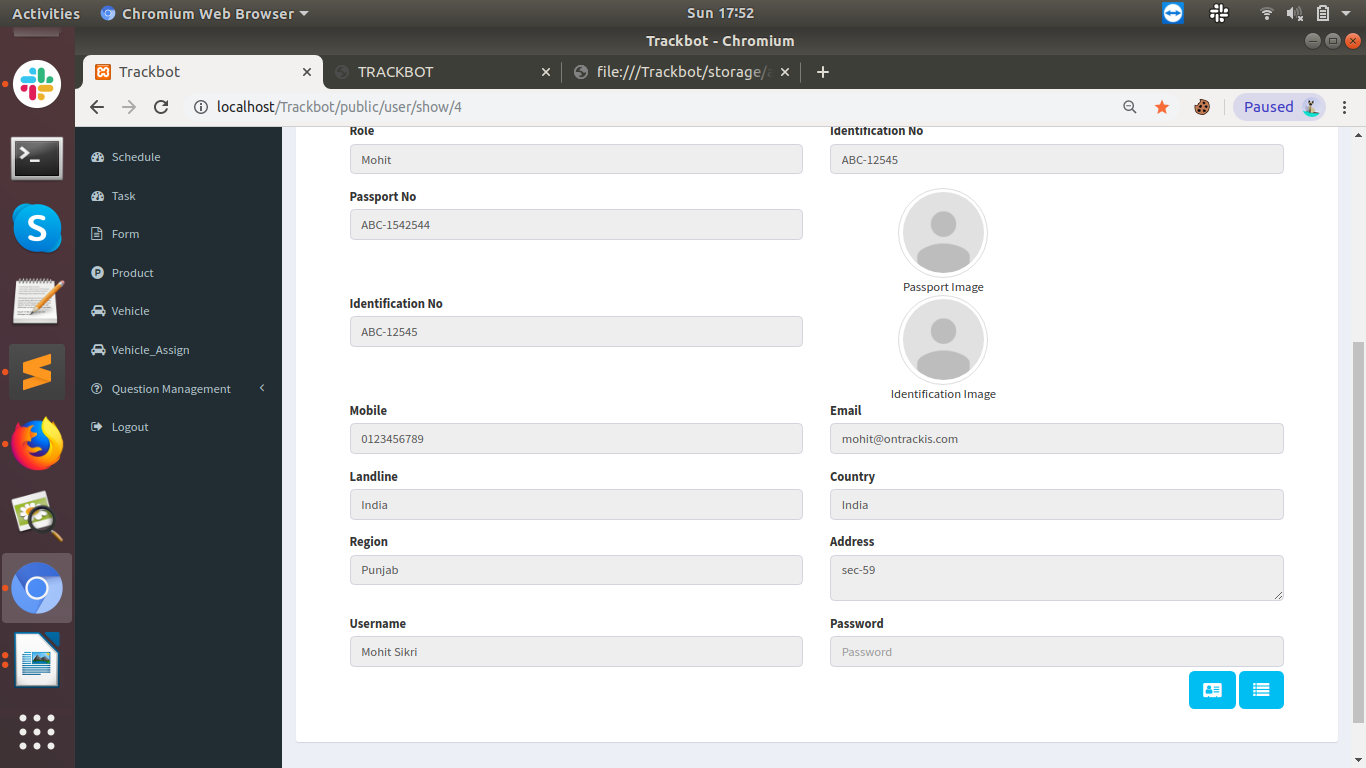 Activities Chromium Web Browser Sun 17:52
Trackbot - Chromium
Trackbot TRACKBOT file:///Trackbot/storage/
localhost/Trackbot/public/user/show/4 Paused
Schedule
Task
Form
Product
Vehicle
Vehicle_Assign
Question Management
Logout
Role Identification No
Mohit ABC-12545
Passport No
ABC-1542544
Passport Image
Identification No
ABC-12545
Identification Image
Mobile Email
0123456789 mohit@ontrackis.com
Landline Country
India India
Region Address
Punjab sec-59
Username Password
Mohit Sikri Password